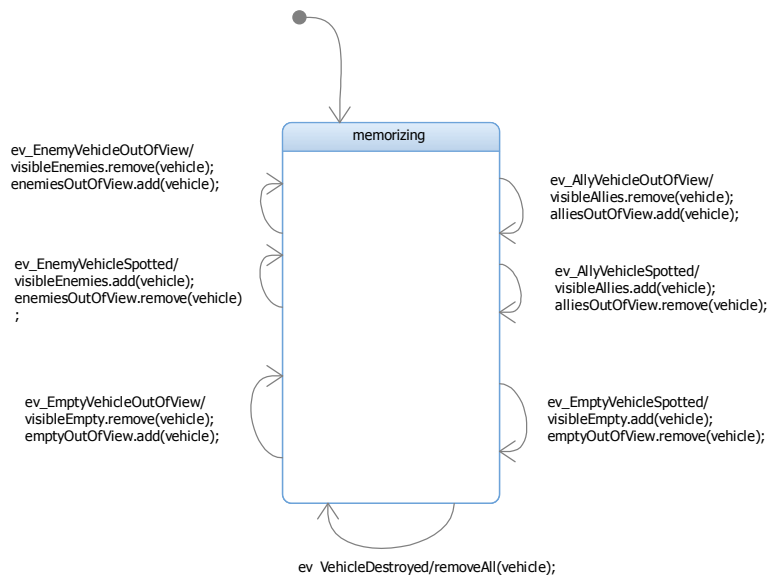 memorizing
ev_EnemyVehicleOutOfView/
visibleEnemies.remove(vehicle);
enemiesOutOfView.add(vehicle);
ev_AllyVehicleOutOfView/
visibleAllies.remove(vehicle);
alliesOutOfView.add(vehicle);
ev_EnemyVehicleSpotted/
visibleEnemies.add(vehicle);
enemiesOutOfView.remove(vehicle)
;
ev_AllyVehicleSpotted/
visibleAllies.add(vehicle);
alliesOutOfView.remove(vehicle);
ev_EmptyVehicleOutOfView/
visibleEmpty.remove(vehicle);
emptyOutOfView.add(vehicle);
ev_EmptyVehicleSpotted/
visibleEmpty.add(vehicle);
emptyOutOfView.remove(vehicle);
ev_VehicleDestroyed/removeAll(vehicle);